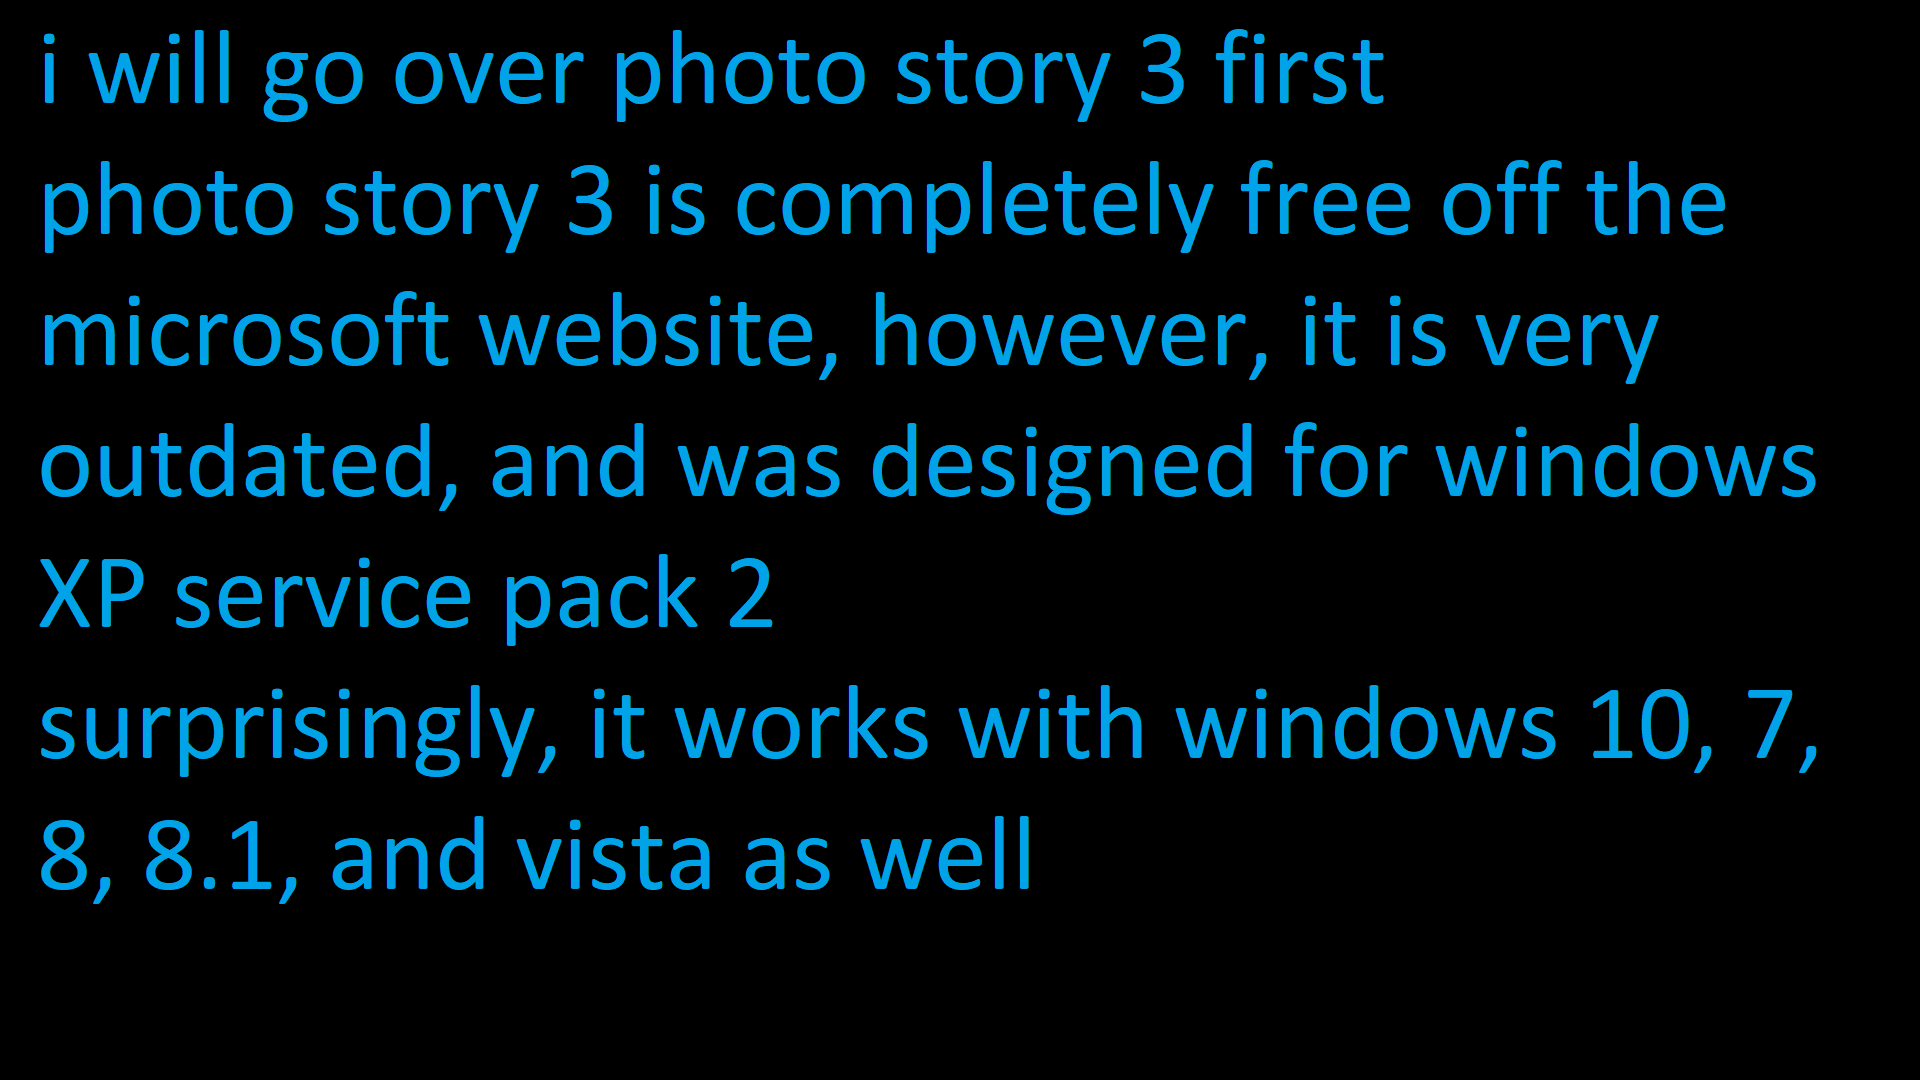 i will go over photo story 3 first
photo story 3 is completely free off the
microsoft website, however, it is very
outdated, and was designed for windows
XP service pack 2
surprisingly, it works with windows 10, 7,
8, 8.1, and vista as well